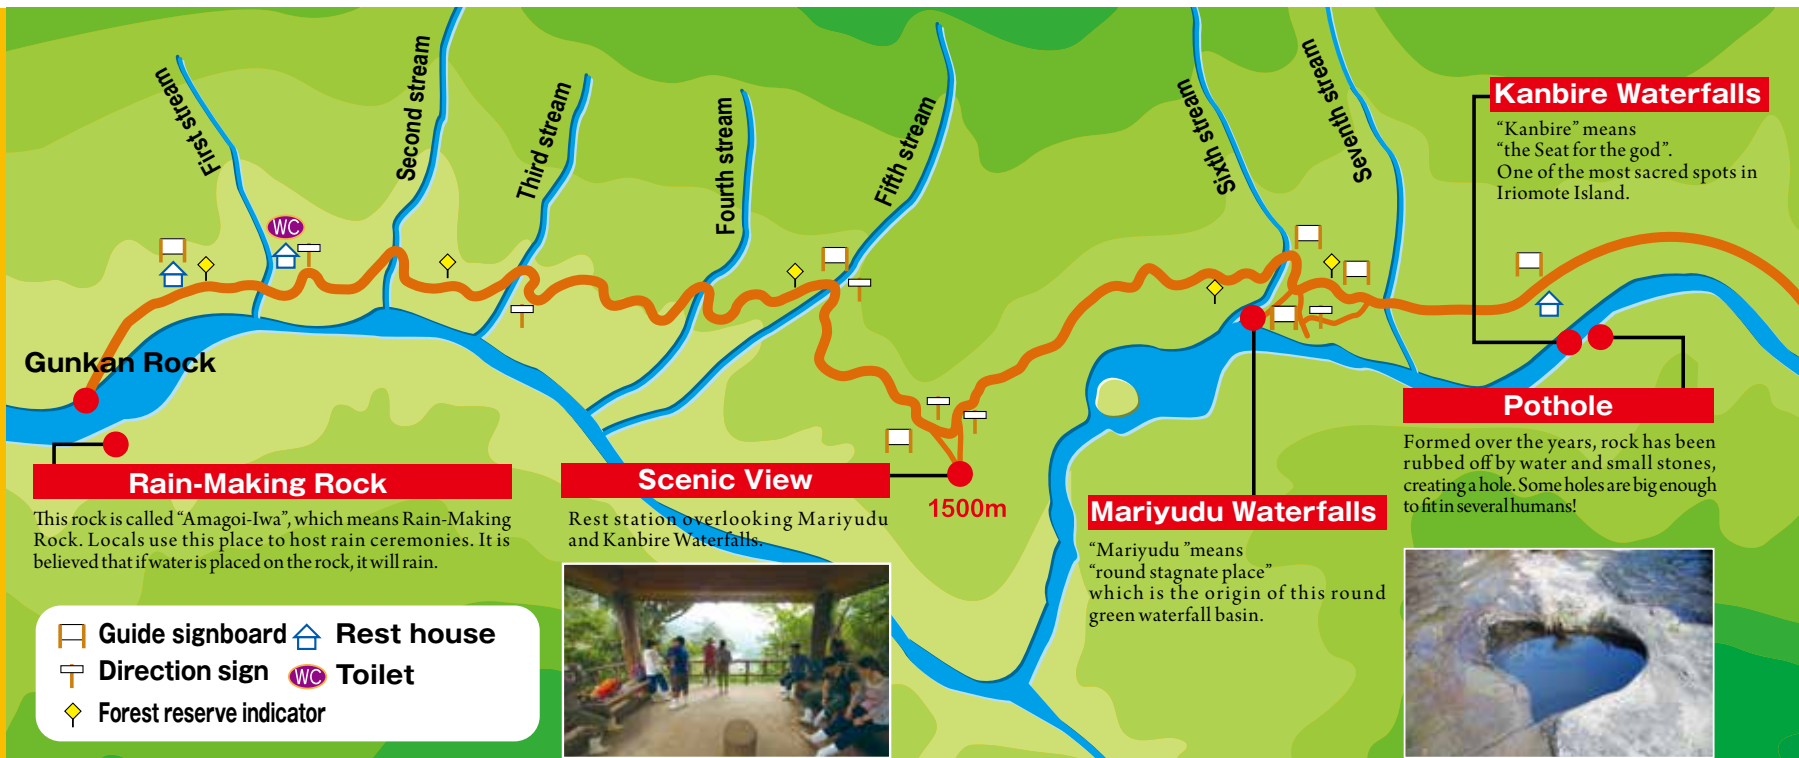 First stream
Second stream
Third stream
Fourth stream
Fifth stream
Sixth stream
Seventh stream
Kanbire Waterfalls
“Kanbire” means
“the Seat for the god”.
One of the most sacred spots in
Iriomote Island.
WC
Gunkan Rock
Rain-Making Rock
This rock is called “Amagoi-Iwa”, which means Rain-Making
Rock. Locals use this place to host rain ceremonies. It is
believed that if water is placed on the rock, it will rain.
Scenic View
1500m
Rest station overlooking Mariyudu
and Kanbire Waterfalls.
Mariyudu Waterfalls
“Mariyudu ”means
“round stagnate place”
which is the origin of this round
green waterfall basin.
Pothole
Formed over the years, rock has been
rubbed off by water and small stones,
creating a hole. Some holes are big enough
to fit in several humans!
Guide signboard
Rest house
Direction sign
WC Toilet
Forest reserve indicator